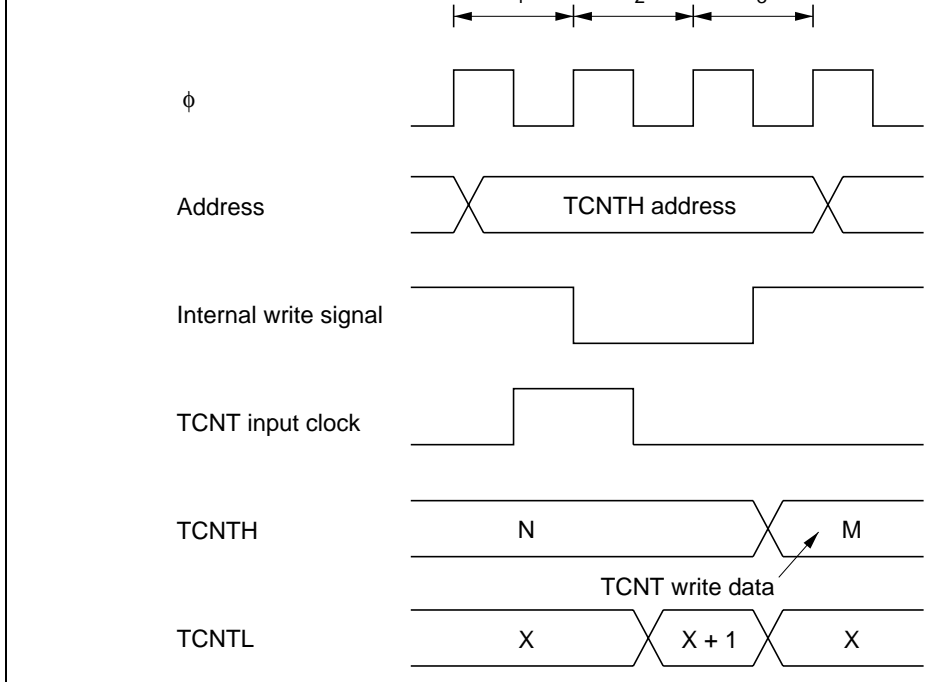 φ
Address
TCNTH address
Internal write signal
TCNT input clock
TCNTH
N
M
TCNT write data
TCNTL
X
X + 1
X